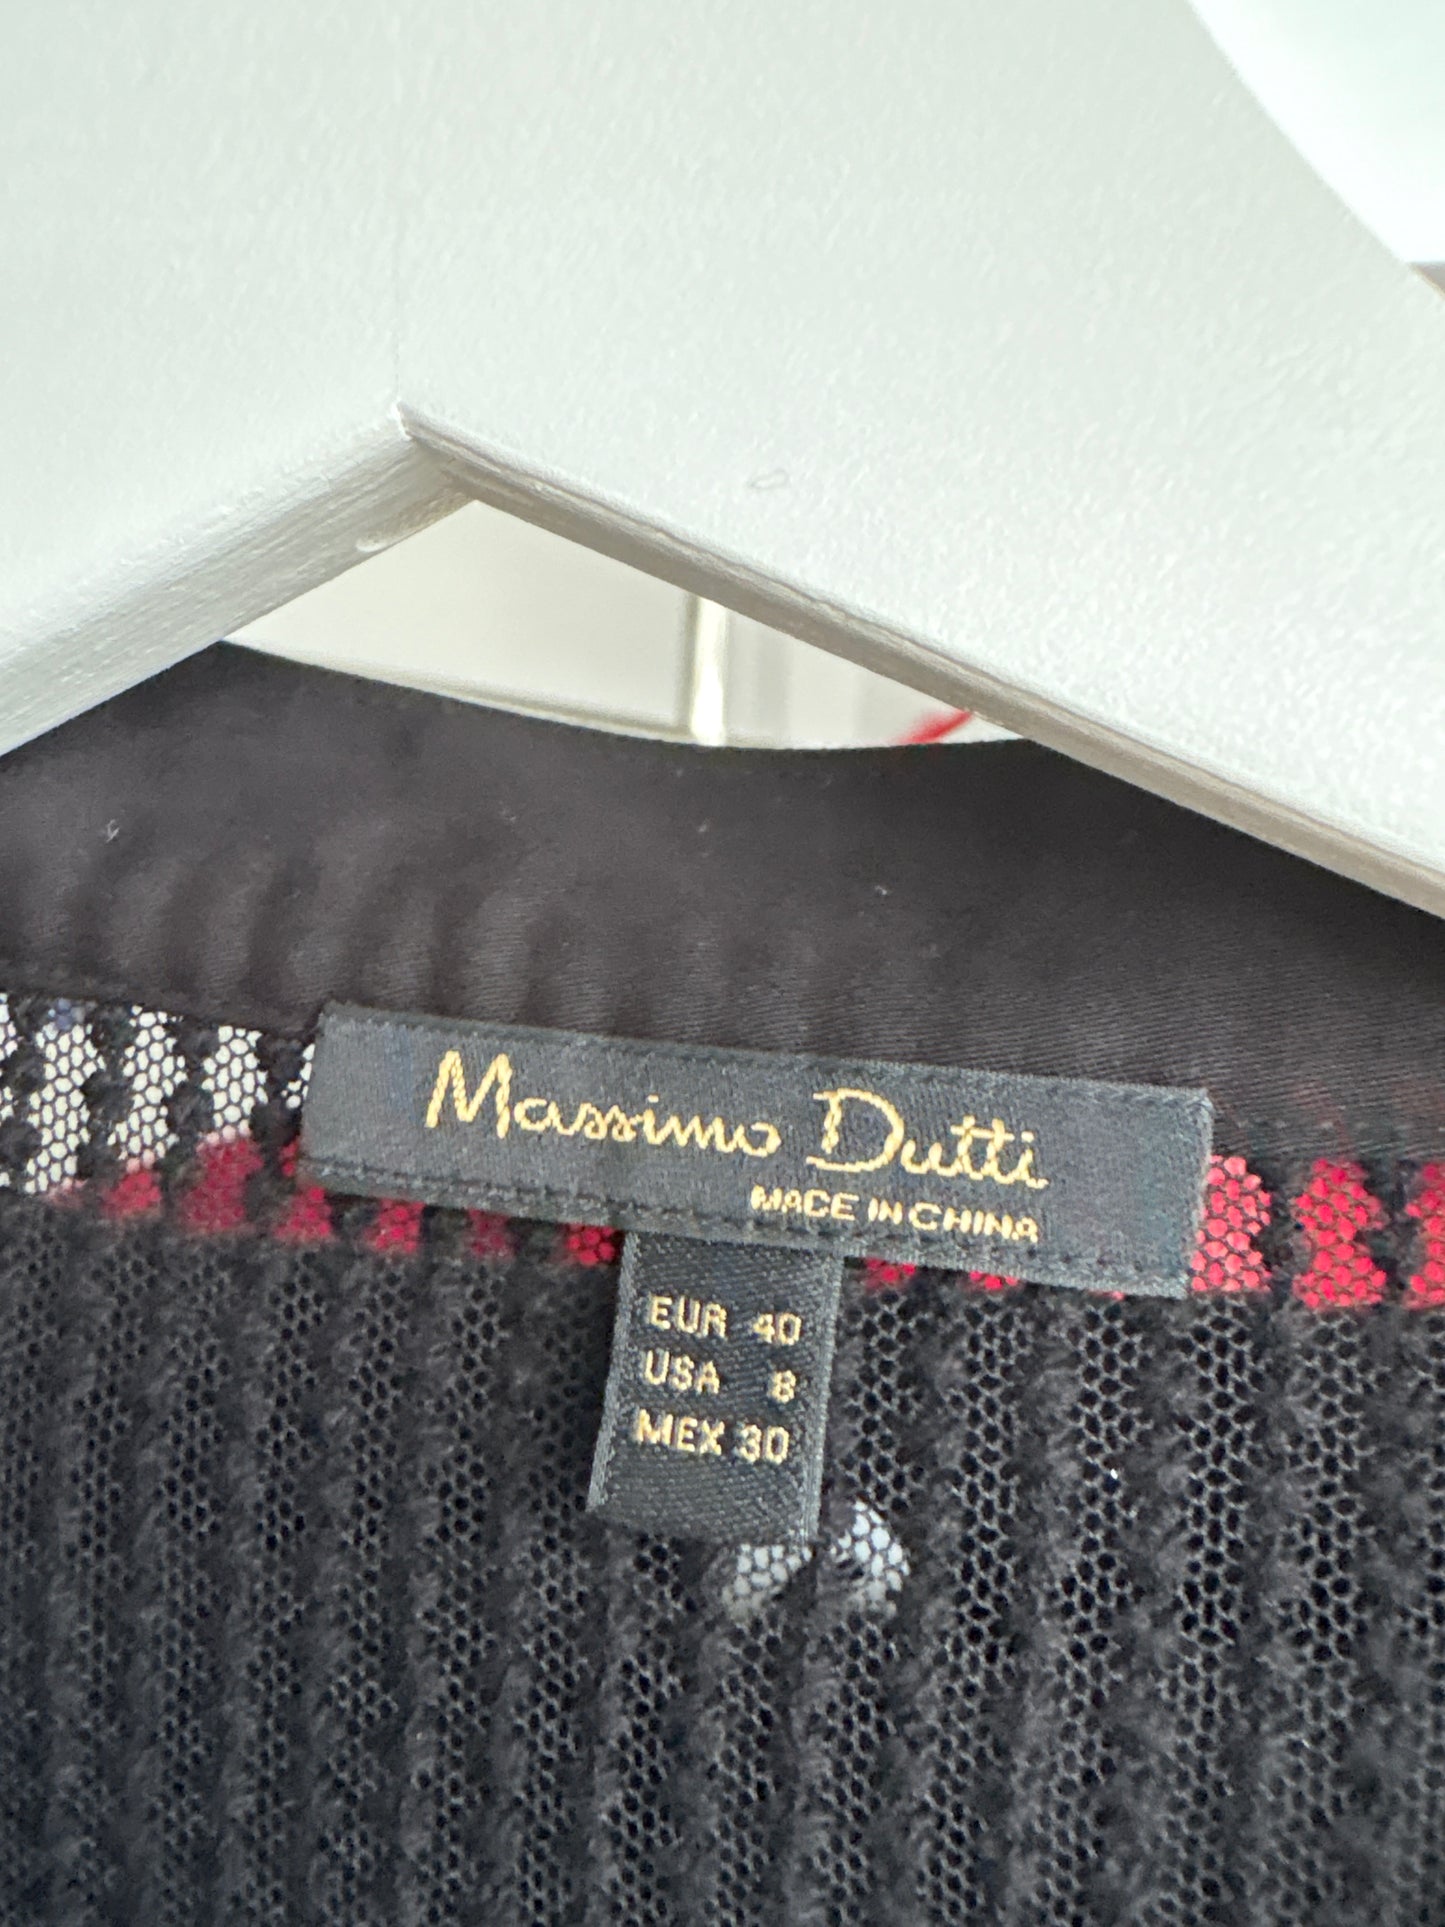 Massimo Dutti
MADE IN CHINA
EUR 40
USA 8
MEX 30